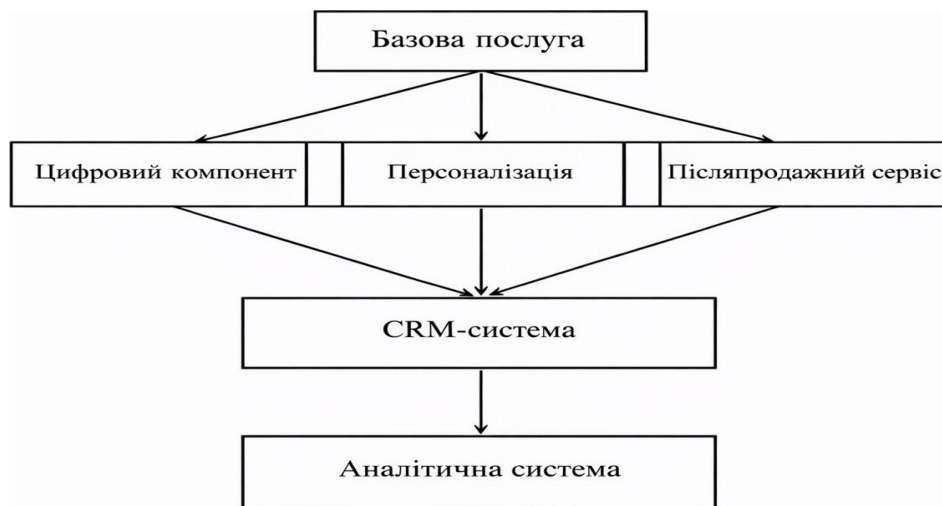 Базова послуга
Цифровий компонент
Персоналізація
Післяпродажний сервіс
CRM-система
Аналітична система